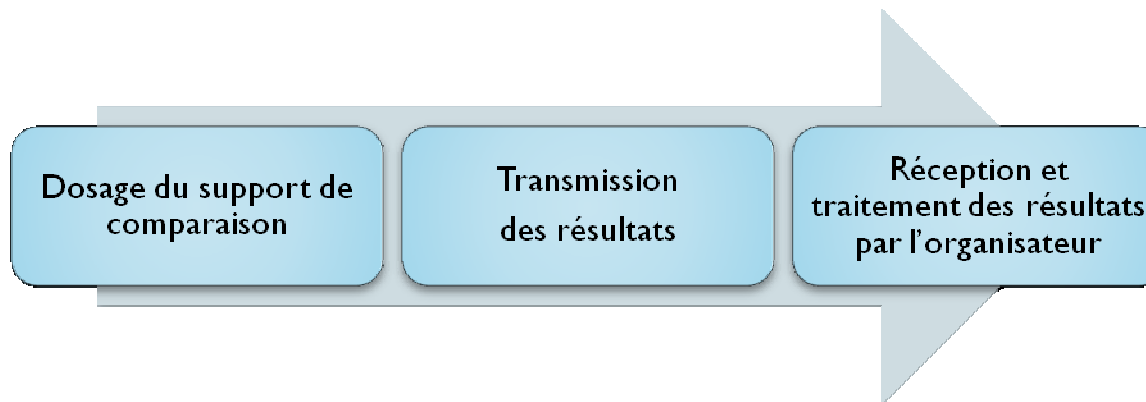 Dosage du support de
comparaison
Transmission
des résultats
Réception et
traitement des résultats
par l'organisateur